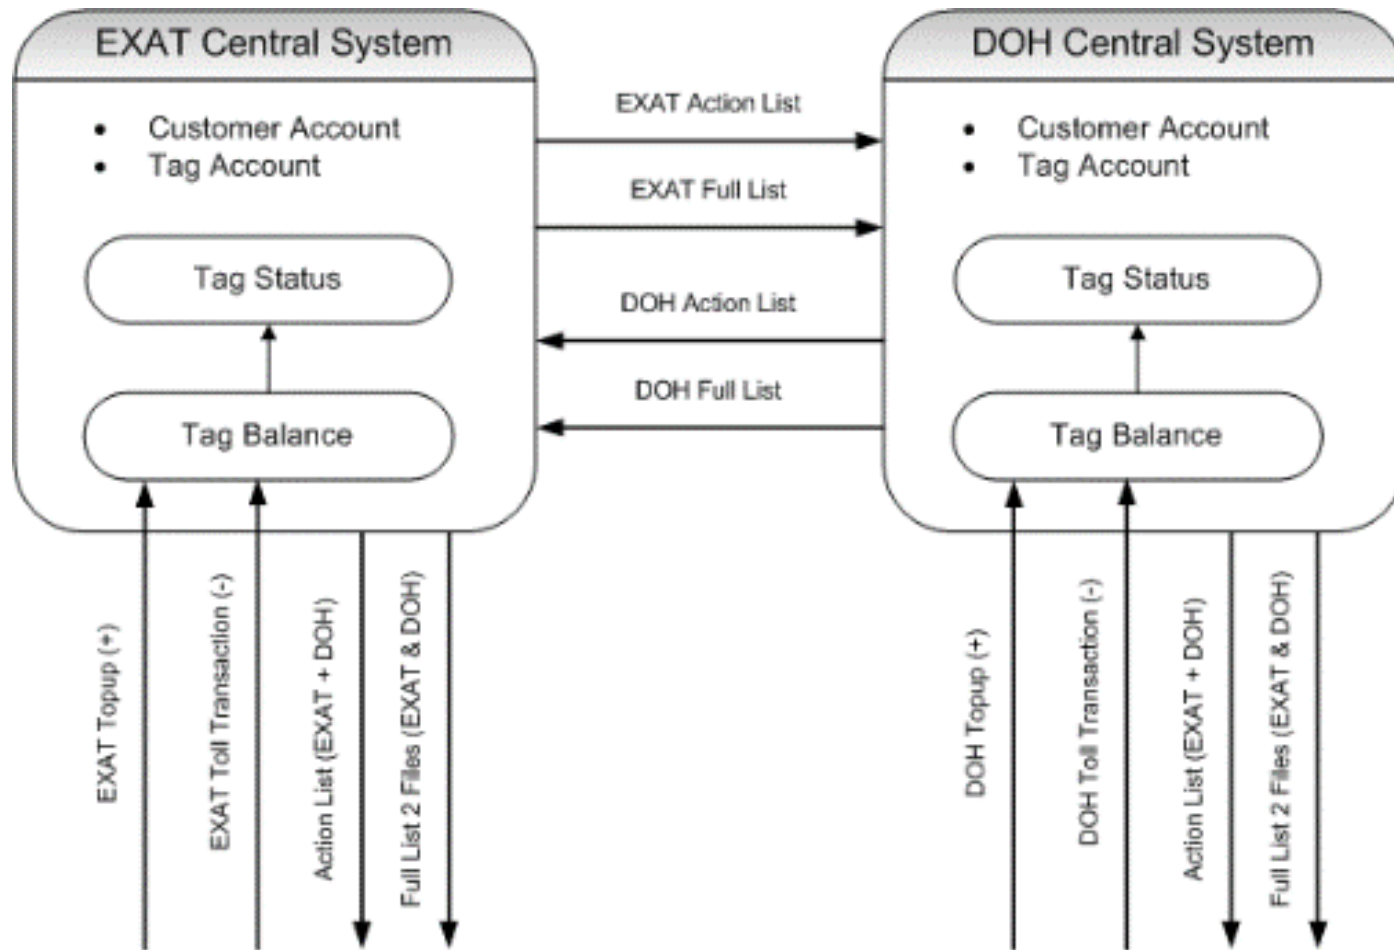 EXAT Central System
• Customer Account
• Tag Account
Tag Status
Tag Balance
EXAT Topup (+)
EXAT Toll Transaction (-)
Action List (EXAT + DOH)
Full List 2 Files (EXAT & DOH)
EXAT Action List
EXAT Full List
DOH Action List
DOH Full List
DOH Central System
• Customer Account
• Tag Account
Tag Status
Tag Balance
DOH Topup (+)
DOH Toll Transaction (-)
Action List (EXAT + DOH)
Full List 2 Files (EXAT & DOH)